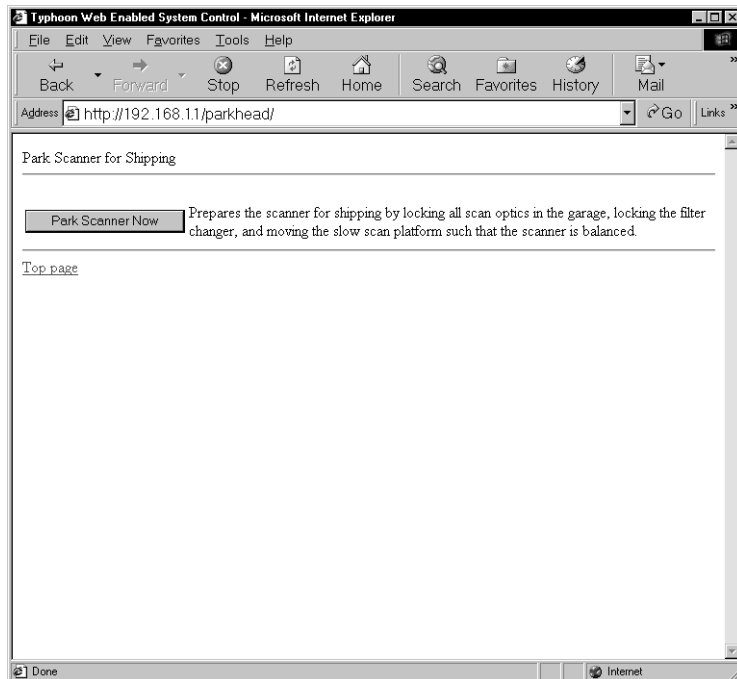 Typhoon Web Enabled System Control - Microsoft Internet Explorer
File Edit View Favorites Tools Help
Back Forward Stop Refresh Home Search Favorites History Mail »
Address http://192.168.1.1/parkhead/ Go Links »
Park Scanner for Shipping
Park Scanner Now
Prepares the scanner for shipping by locking all scan optics in the garage, locking the filter
changer, and moving the slow scan platform such that the scanner is balanced.
Top page
Done Internet